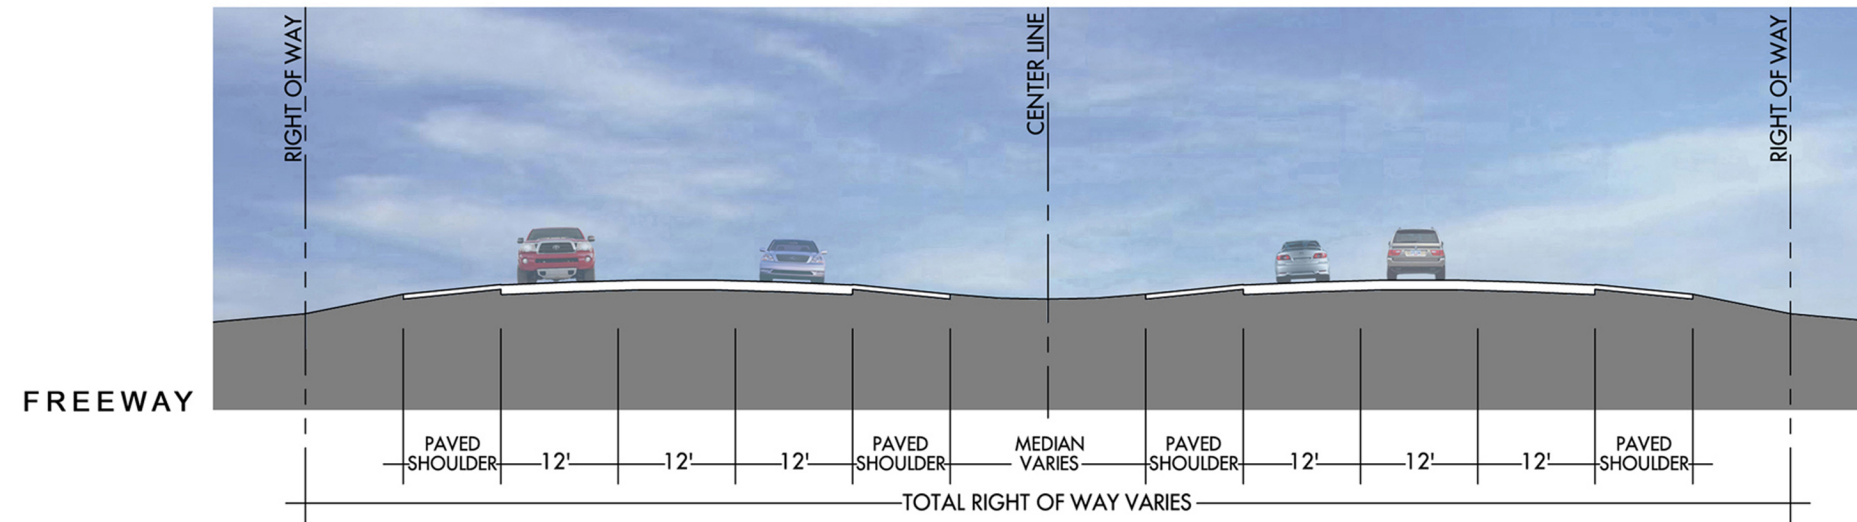 RIGHT OF WAY
CENTER LINE
RIGHT OF WAY
FREEWAY
PAVED
SHOULDER
12'
12'
12'
PAVED
SHOULDER
MEDIAN
VARIES
PAVED
SHOULDER
12'
12'
12'
PAVED
SHOULDER
TOTAL RIGHT OF WAY VARIES